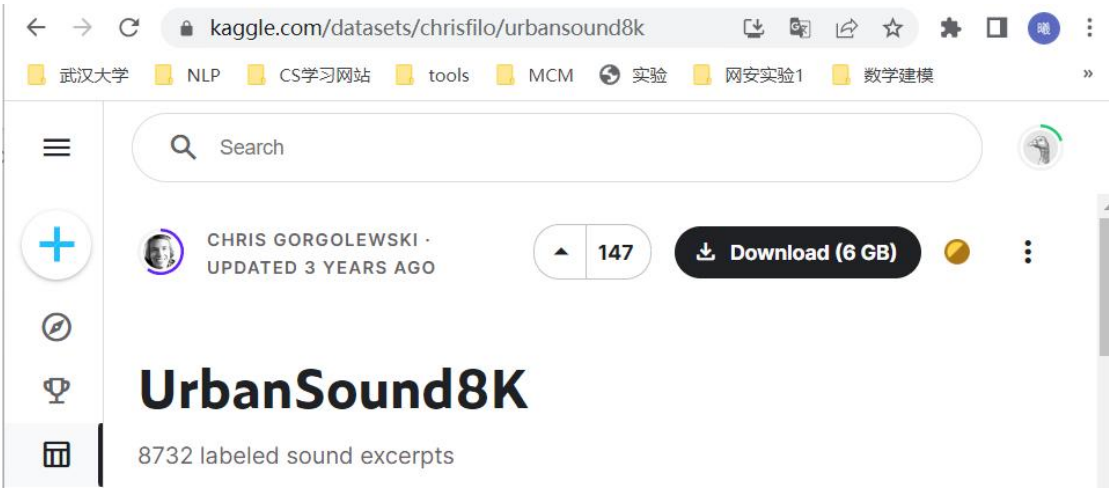 kaggle.com/datasets/chrisfilo/urbansound8k
曦
武汉大学 NLP CS学习网站 tools MCM 实验 网安实验1 数学建模 »
Search
CHRIS GORGOLEWSKI ·
UPDATED 3 YEARS AGO
147
Download (6 GB)
UrbanSound8K
8732 labeled sound excerpts